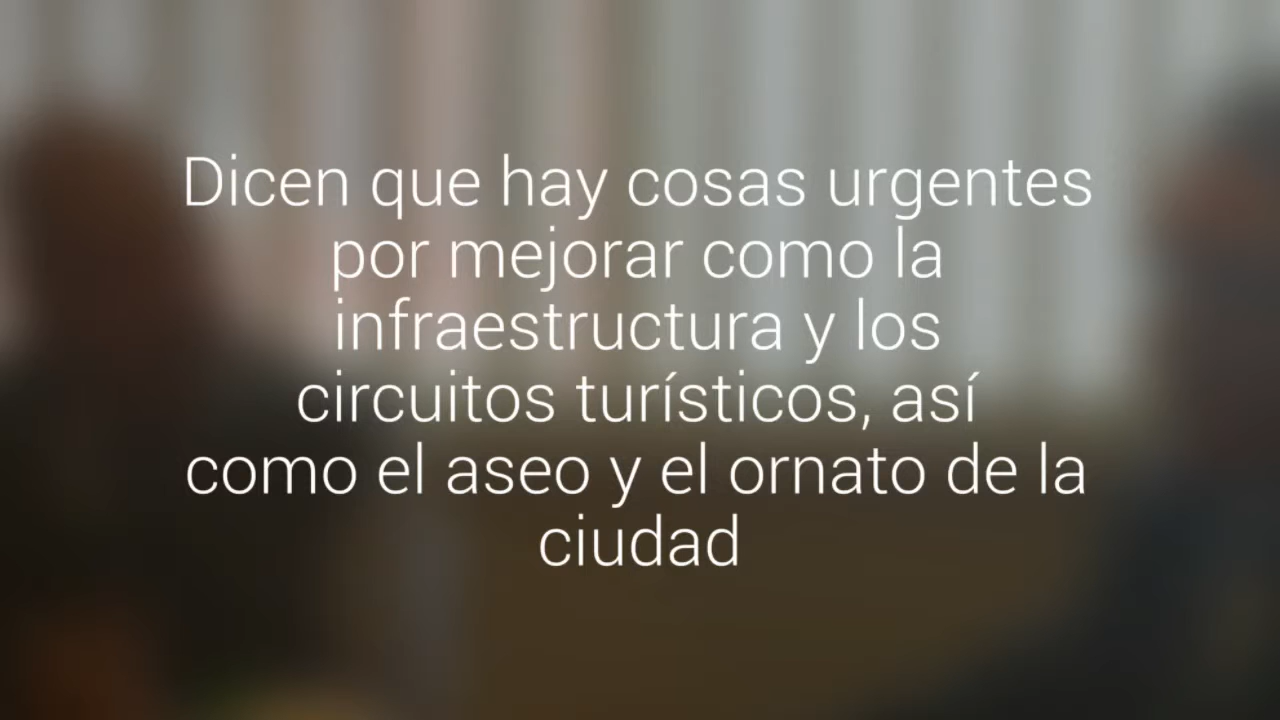 Dicen que hay cosas urgentes
por mejorar como la
infraestructura y los
circuitos turísticos, así
como el aseo y el ornato de la
ciudad